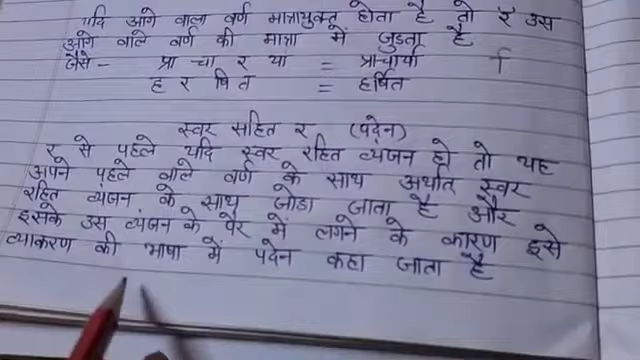 यदि आगे वाला वर्ण मात्रायुक्त होता है तो र् उस
आगे वाले वर्ण की मात्रा में जुडता है
जैसे - प्रा चा र या = प्राचार्या
ह र षि त = हर्षित
स्वर सहित र (पदेन)
र से पहले यदि स्वर रहित व्यंजन हो तो यह
अपने पहले वाले वर्ण के साथ अर्थात स्वर
रहित व्यंजन के साथ जोडा जाता है और
इसके उस व्यंजन के पैर में लगने के कारण इसे
व्याकरण की भाषा में पदेन कहा जाता है